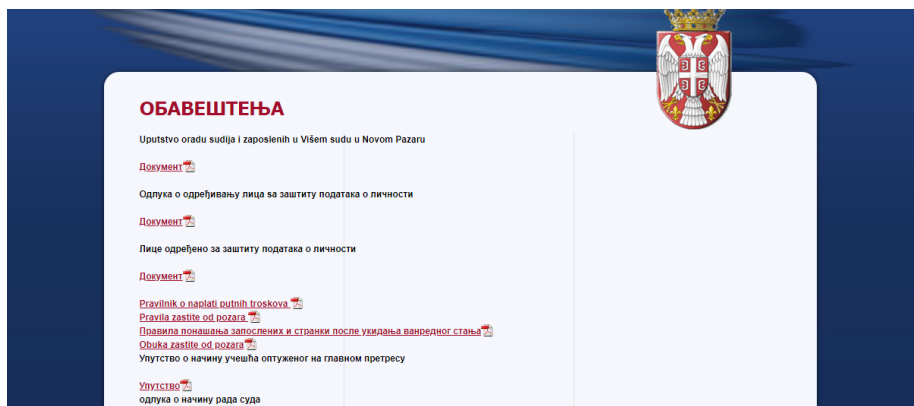 ОБАВЕШТЕЊА
Uputstvo oradu sudija i zaposlenih u Višem sudu u Novom Pazaru
Документ
Одлука о одређивању лица sa заштиту података о личности
Документ
Лице одређено за заштиту података о личности
Документ
Pravilnik o naplati putnih troskova
Pravila zastite od pozara
Правила понашања запослених и странки после укидања ванредног стања
Obuka zastite od pozara
Упутство о начину учешћа оптуженог на главном претресу
Упутство
одлука о начину рада суда